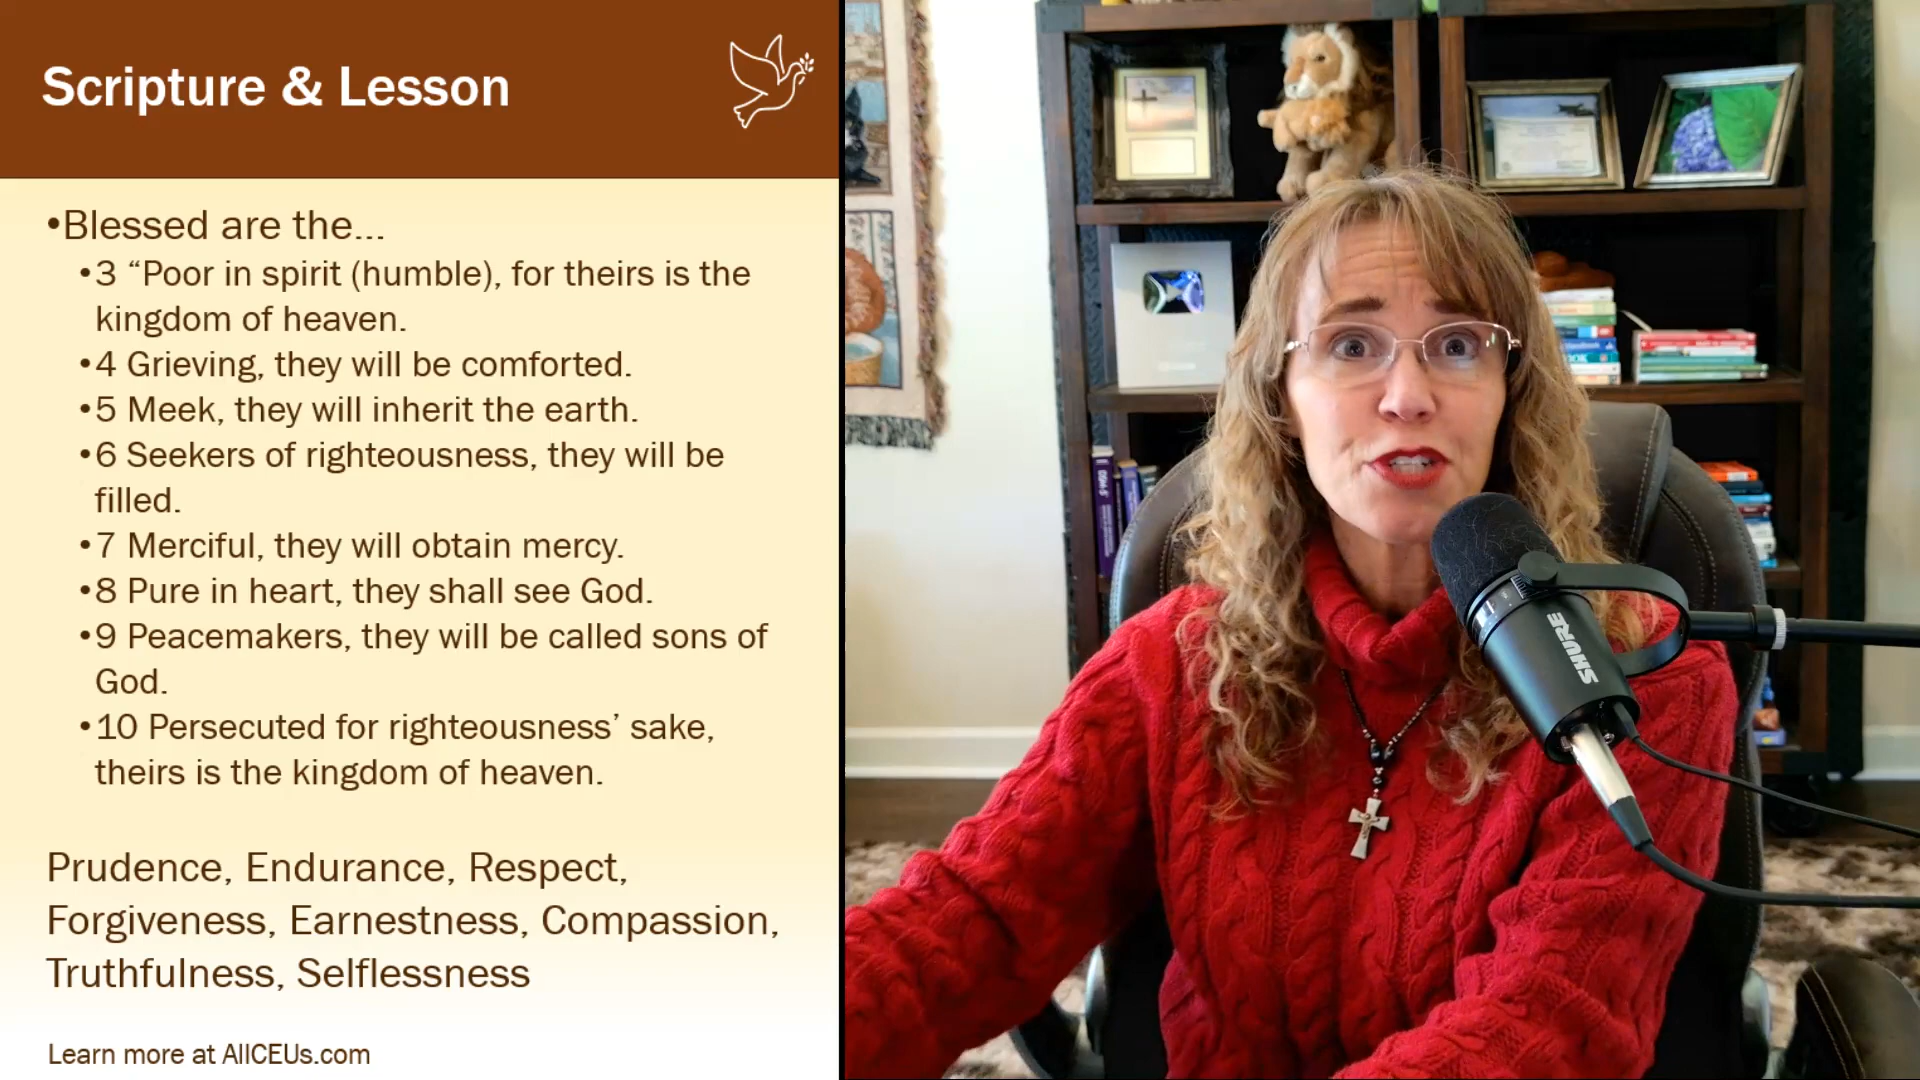 Scripture & Lesson
•Blessed are the...
•3 “Poor in spirit (humble), for theirs is the
kingdom of heaven.
•4 Grieving, they will be comforted.
•5 Meek, they will inherit the earth.
•6 Seekers of righteousness, they will be
filled.
•7 Merciful, they will obtain mercy.
•8 Pure in heart, they shall see God.
•9 Peacemakers, they will be called sons of
God.
•10 Persecuted for righteousness’ sake,
theirs is the kingdom of heaven.
Prudence, Endurance, Respect,
Forgiveness, Earnestness, Compassion,
Truthfulness, Selflessness
Learn more at AllCEUs.com
SHURE